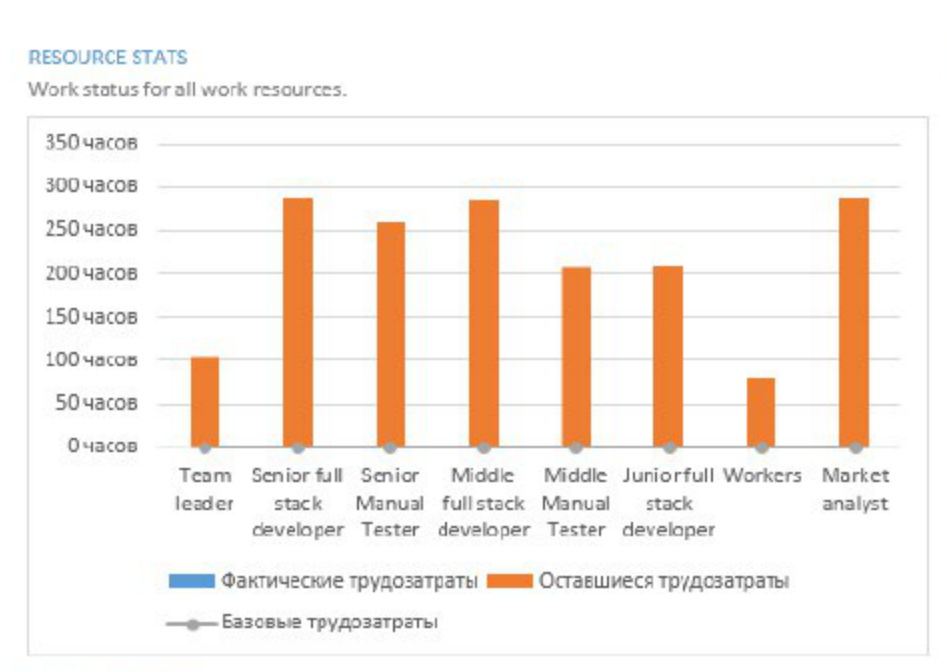 RESOURCE STATS
Work status for all work resources.
350 часов
300 часов
250 часов
200 часов
150 часов
100 часов
50 часов
0 часов
Team leader
Senior full stack developer
Senior Manual Tester
Middle full stack developer
Middle Manual Tester
Junior full stack developer
Workers
Market analyst
Фактические трудозатраты
Оставшиеся трудозатраты
Базовые трудозатраты